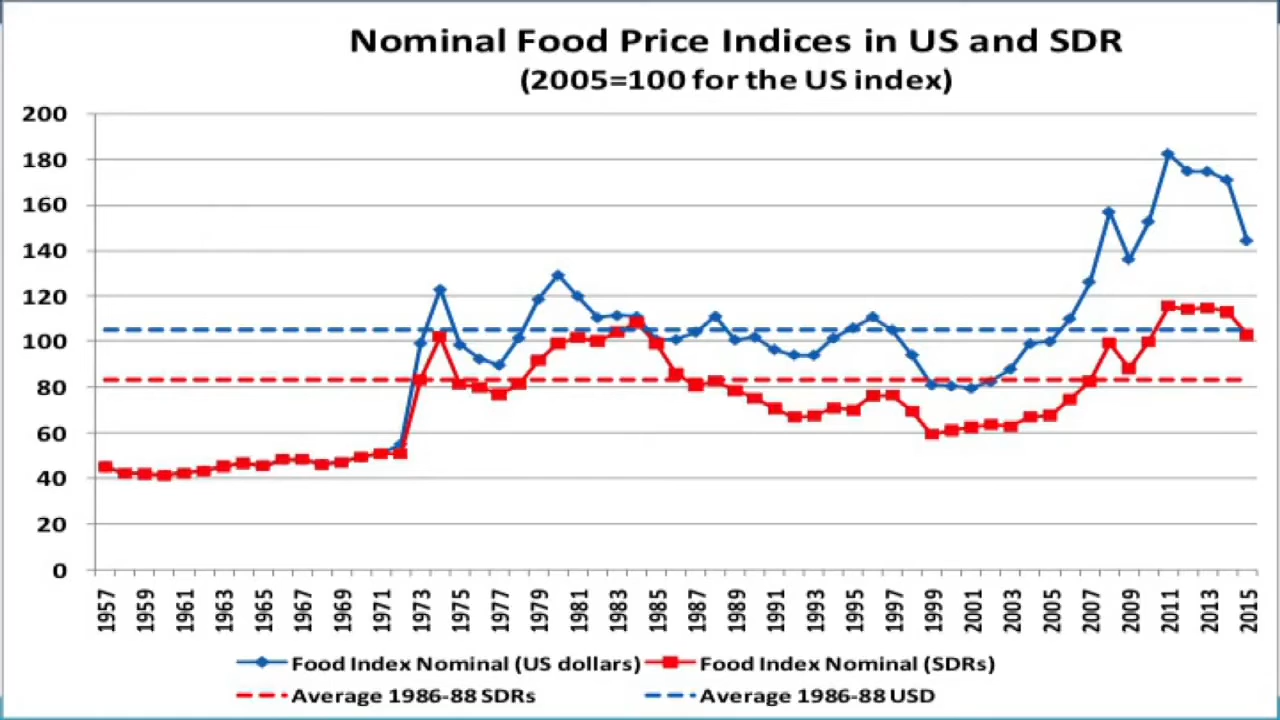 Nominal Food Price Indices in US and SDR
(2005=100 for the US index)
200
180
160
140
120
100
80
60
40
20
0
1957 1959 1961 1963 1965 1967 1969 1971 1973 1975 1977 1979 1981 1983 1985 1987 1989 1991 1993 1995 1997 1999 2001 2003 2005 2007 2009 2011 2013 2015
Food Index Nominal (US dollars) Food Index Nominal (SDRs)
Average 1986-88 SDRs Average 1986-88 USD